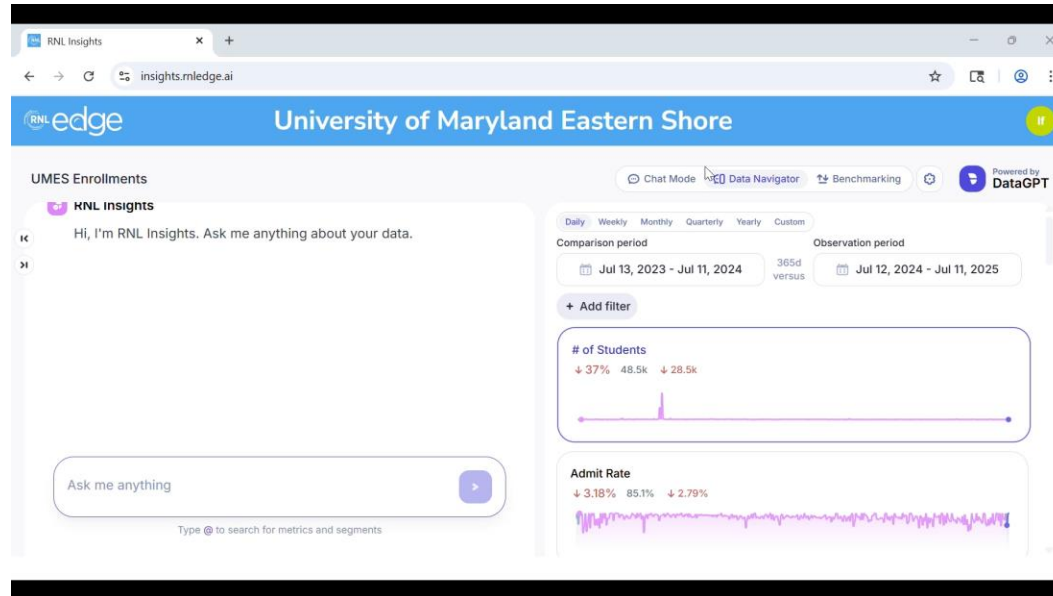 RNL Insights
insights.rnledge.ai
RNL edge
University of Maryland Eastern Shore
lf
UMES Enrollments
Chat Mode
Data Navigator
Benchmarking
Powered by
DataGPT
RNL Insights
Hi, I'm RNL Insights. Ask me anything about your data.
Ask me anything
Type @ to search for metrics and segments
Daily Weekly Monthly Quarterly Yearly Custom
Comparison period
Observation period
Jul 13, 2023 - Jul 11, 2024
365d
versus
Jul 12, 2024 - Jul 11, 2025
+ Add filter
# of Students
↓ 37% 48.5k ↓ 28.5k
Admit Rate
↓ 3.18% 85.1% ↓ 2.79%